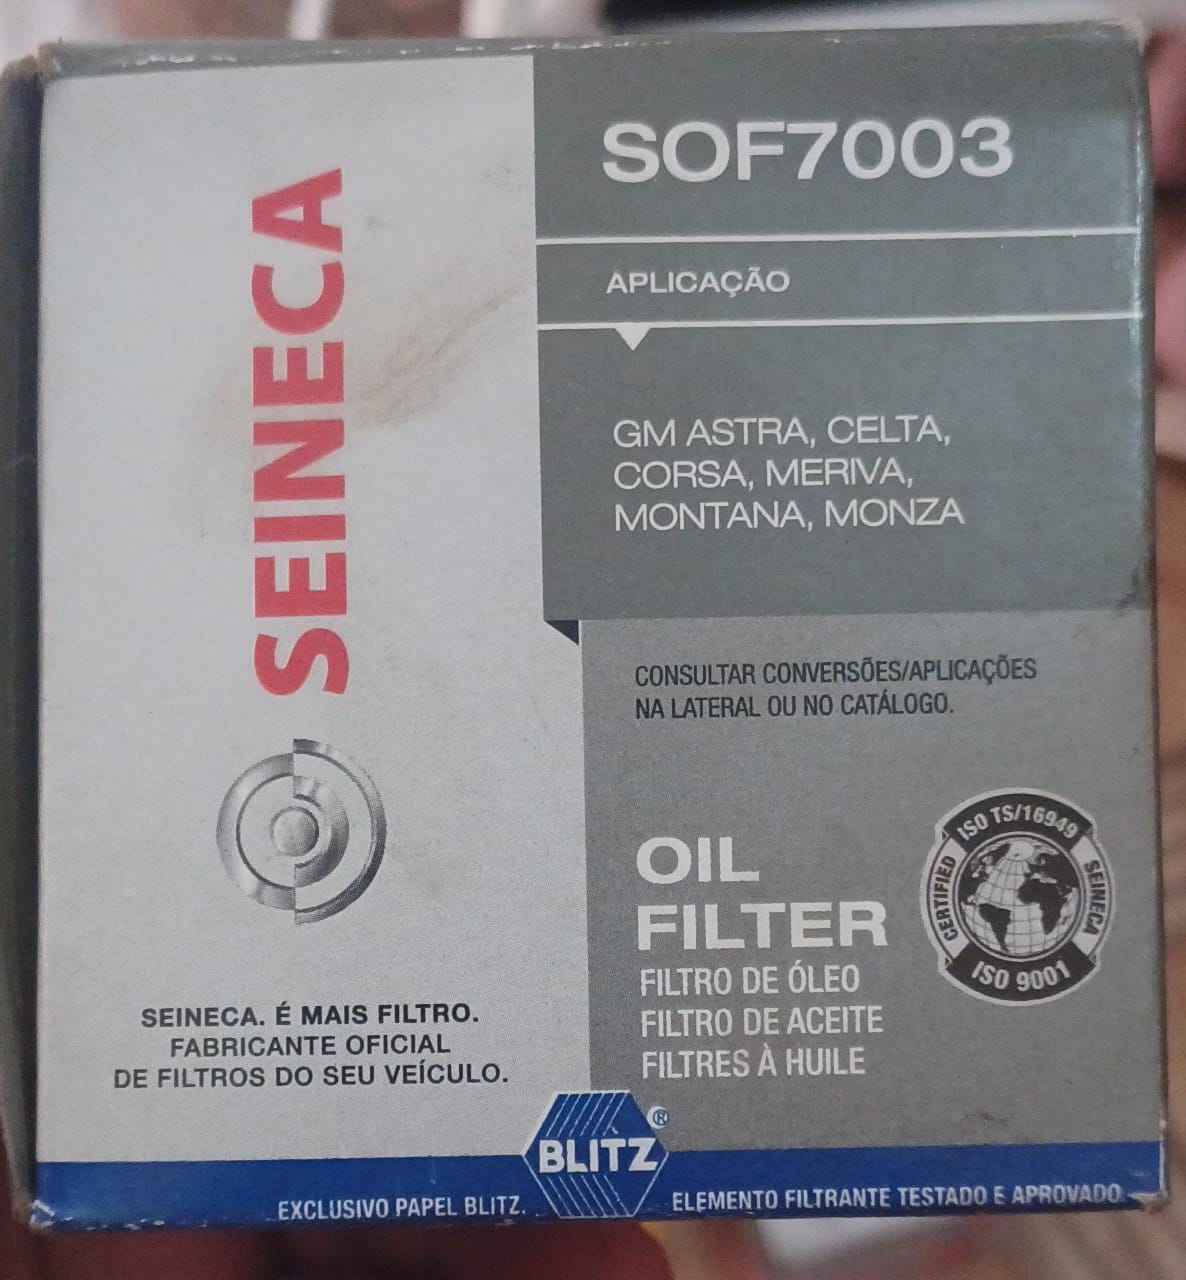 SEINECA
SEINECA. É MAIS FILTRO.
FABRICANTE OFICIAL
DE FILTROS DO SEU VEÍCULO.
SOF7003
APLICAÇÃO
GM ASTRA, CELTA,
CORSA, MERIVA,
MONTANA, MONZA
CONSULTAR CONVERSÕES/APLICAÇÕES
NA LATERAL OU NO CATÁLOGO.
OIL
FILTER
FILTRO DE ÓLEO
FILTRO DE ACEITE
FILTRES À HUILE
ISO TS/16949
CERTIFIED
SEINECA
ISO 9001
BLITZ®
EXCLUSIVO PAPEL BLITZ.
ELEMENTO FILTRANTE TESTADO E APROVADO.